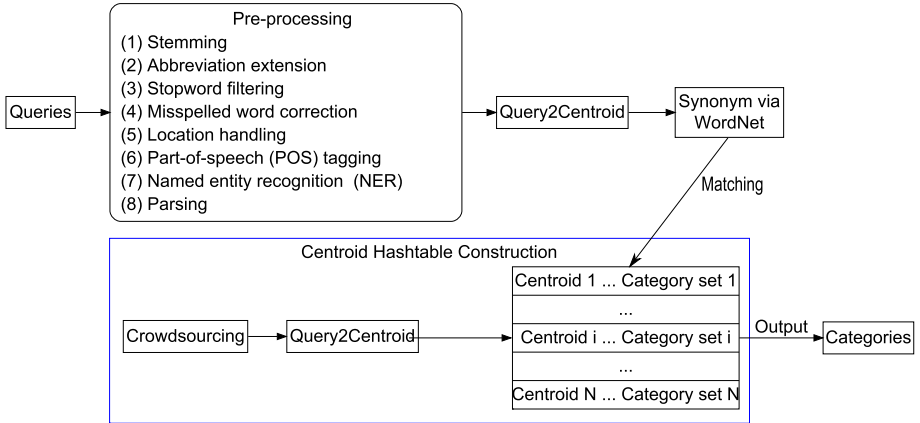 Pre-processing
(1) Stemming
(2) Abbreviation extension
(3) Stopword filtering
(4) Misspelled word correction
(5) Location handling
(6) Part-of-speech (POS) tagging
(7) Named entity recognition (NER)
(8) Parsing
Queries
Query2Centroid
Synonym via
WordNet
Matching
Centroid Hashtable Construction
Crowdsourcing
Query2Centroid
Centroid 1 ... Category set 1
...
Centroid i ... Category set i
...
Centroid N ... Category set N
Output
Categories